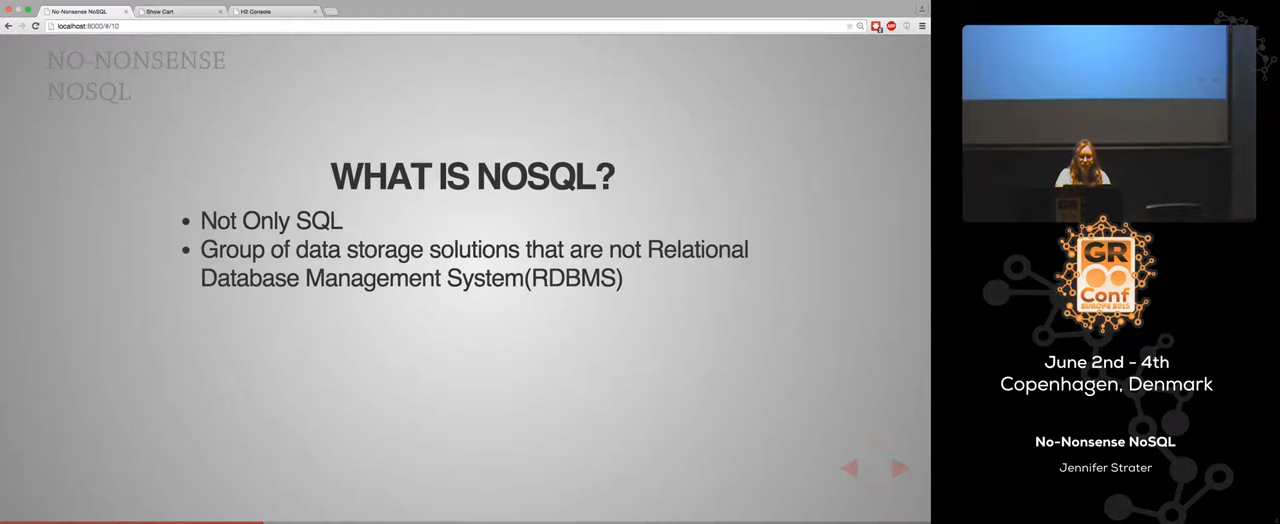 No-Nonsense NoSQL
Show Cart
H2 Console
localhost:8000/#/10
NO-NONSENSE
NOSQL
WHAT IS NOSQL?
Not Only SQL
Group of data storage solutions that are not Relational
Database Management System(RDBMS)
GR
Conf
EUROPE 2015
June 2nd - 4th
Copenhagen, Denmark
No-Nonsense NoSQL
Jennifer Strater